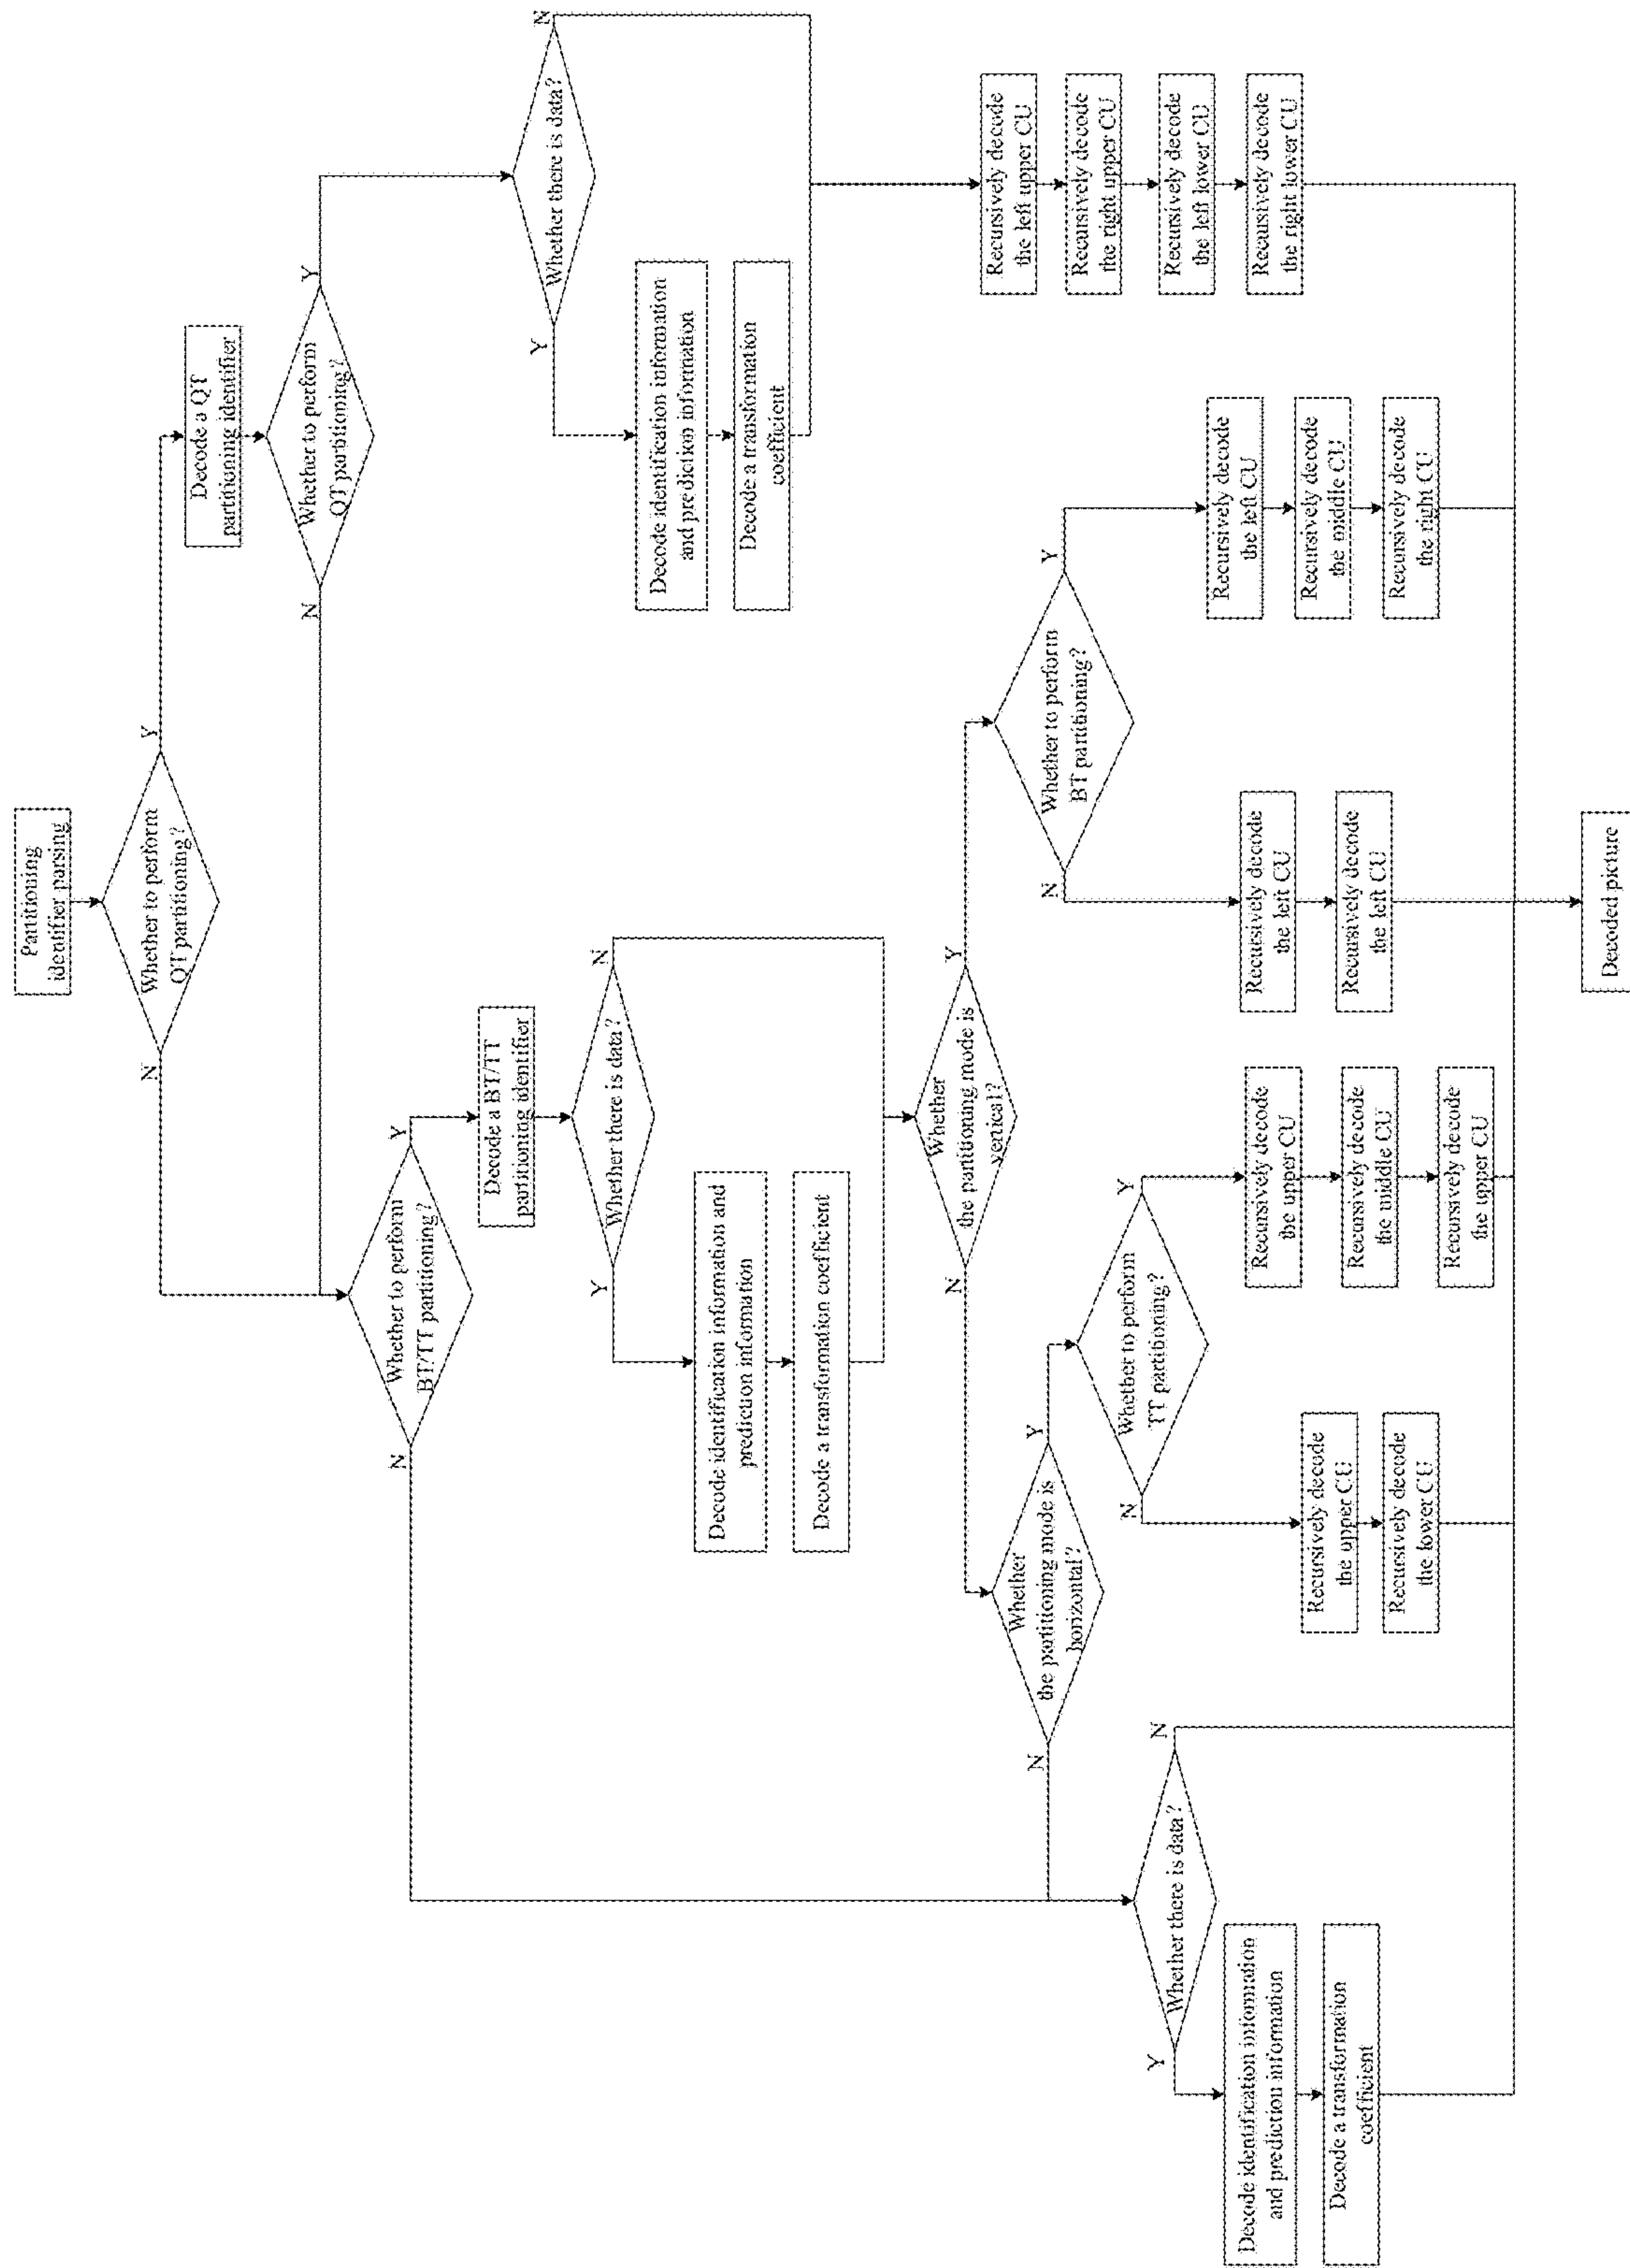 Partitioning
identifier parsing
Whether to perform
QT partitioning?
N
Y
Decode a QT
partitioning identifier
Whether to perform
QT partitioning?
N
Y
Whether to perform
BT/TT partitioning?
N
Y
Decode a BT/TT
partitioning identifier
Whether there is data?
Y
N
Whether there is data?
Y
N
Decode identification information and
prediction information
Decode a transformation coefficient
Decode identification information
and prediction information
Decode a transformation
coefficient
Whether
the partitioning mode is
vertical?
N
Y
Whether
the partitioning mode is
horizontal?
N
Y
Whether to perform
BT partitioning?
N
Y
Whether to perform
TT partitioning?
N
Y
Recursively decode
the left upper CU
Recursively decode
the right upper CU
Recursively decode
the left lower CU
Recursively decode
the right lower CU
Whether there is data?
Y
N
Decode identification information
and prediction information
Decode a transformation
coefficient
Recursively decode
the upper CU
Recursively decode
the lower CU
Recursively decode
the upper CU
Recursively decode
the middle CU
Recursively decode
the upper CU
Recursively decode
the left CU
Recursively decode
the left CU
Recursively decode
the left CU
Recursively decode
the middle CU
Recursively decode
the right CU
Decoded picture